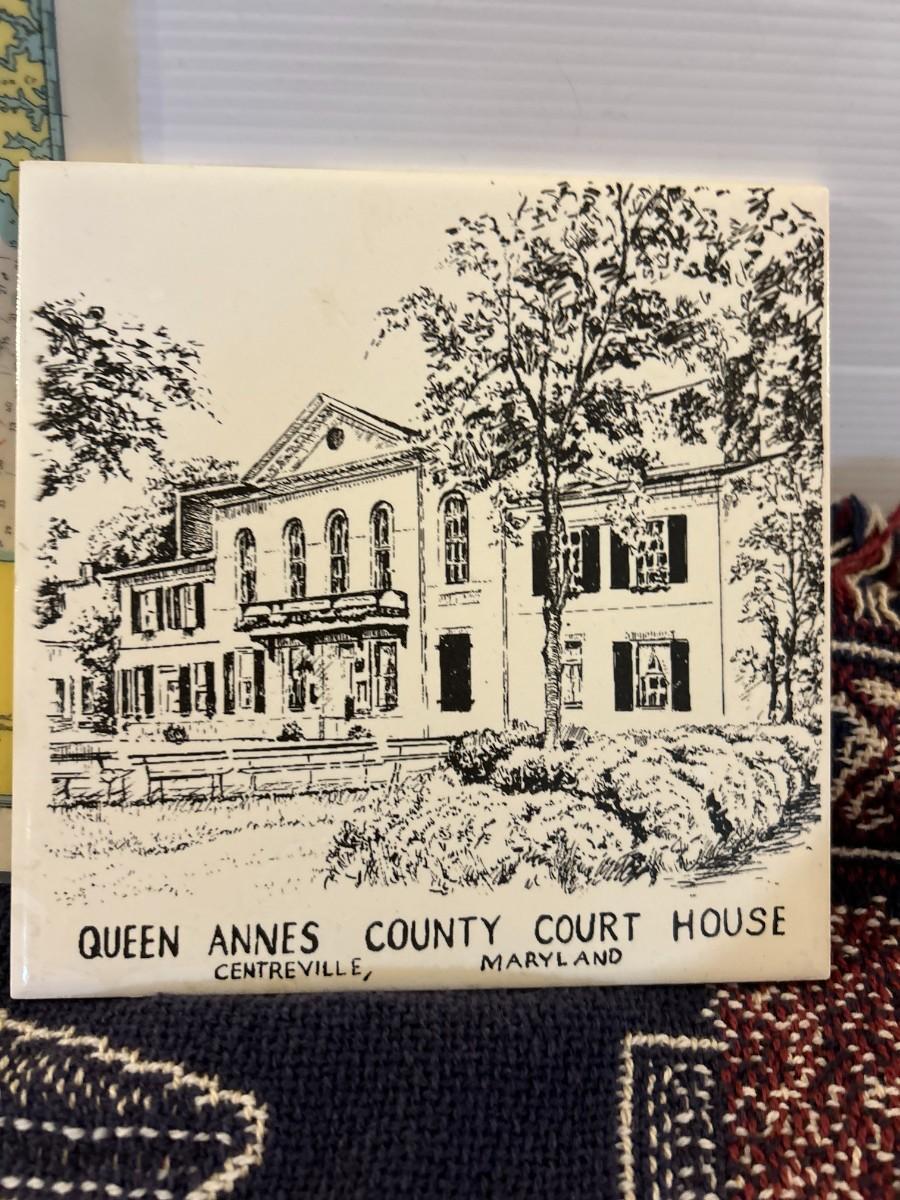 QUEEN ANNES COUNTY COURT HOUSE
CENTREVILLE, MARYLAND